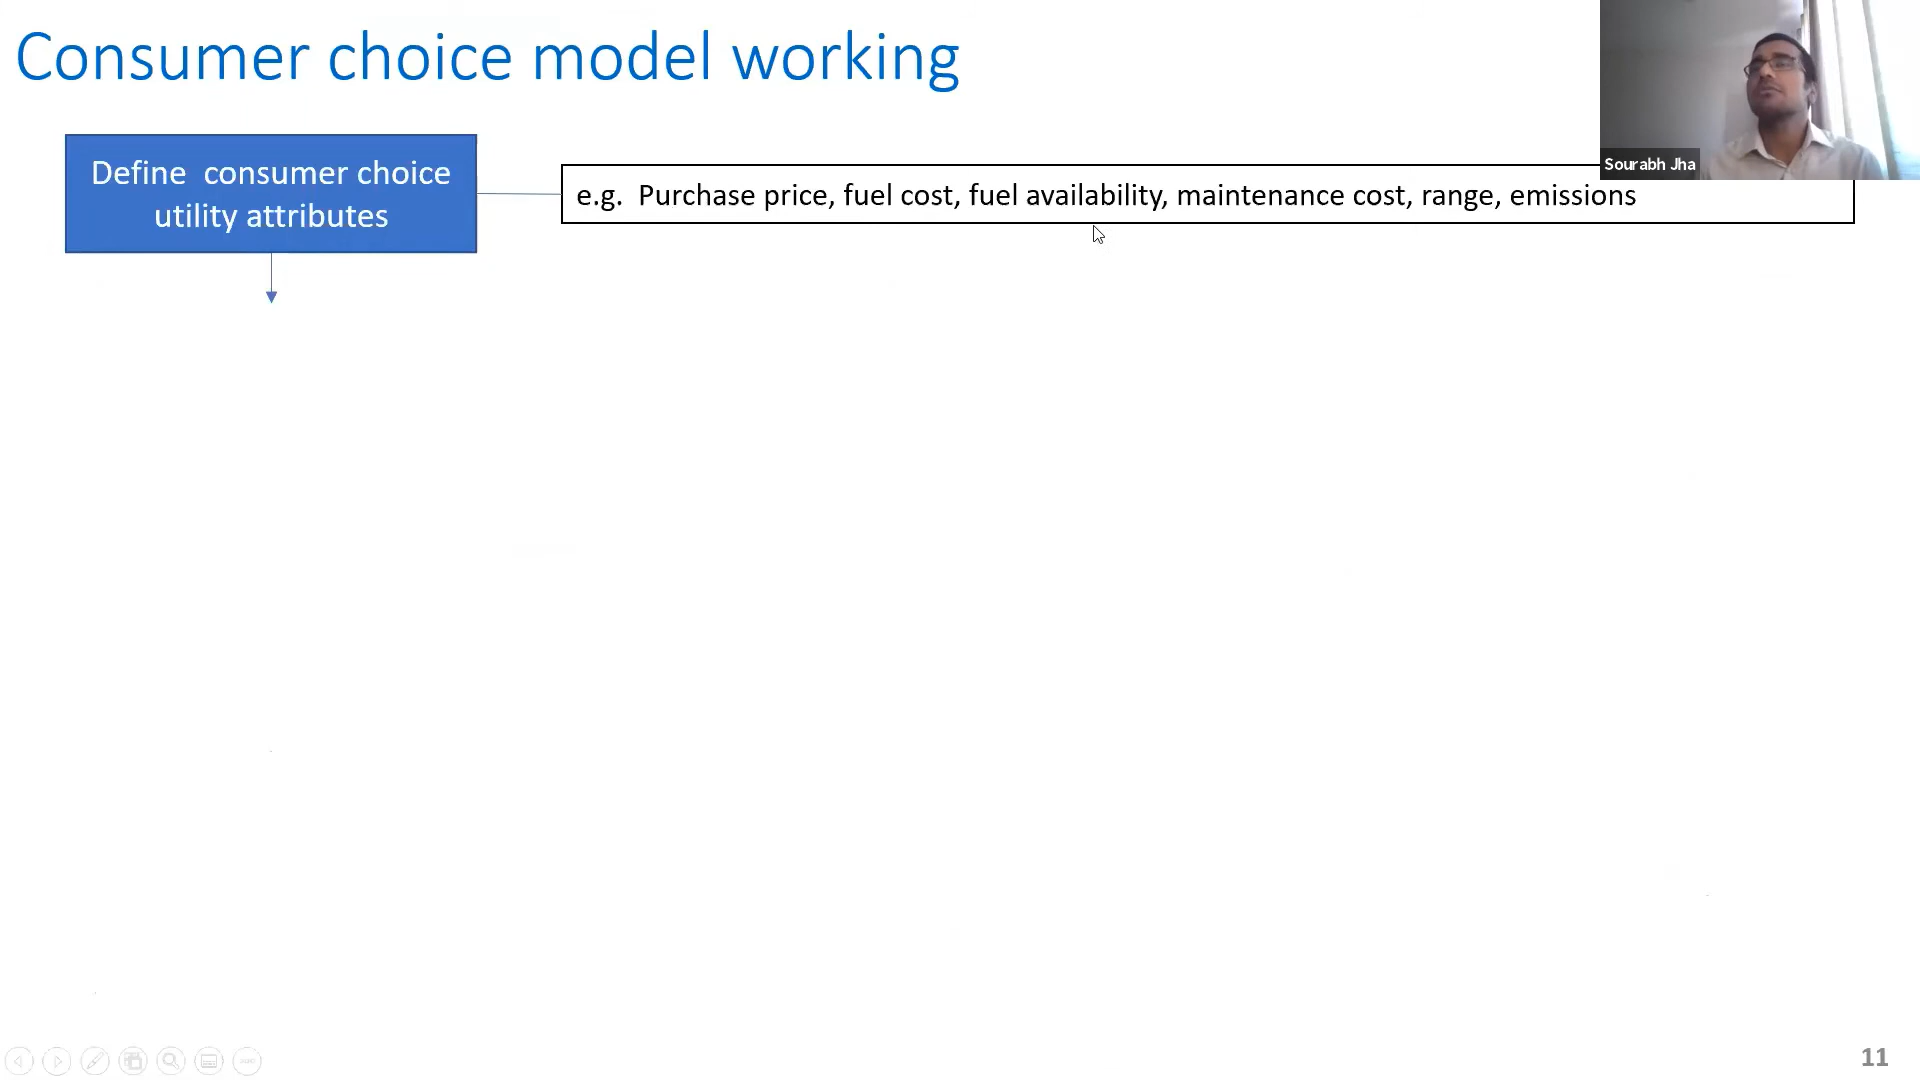 Consumer choice model working
Define consumer choice
utility attributes
e.g. Purchase price, fuel cost, fuel availability, maintenance cost, range, emissions
Sourabh Jha
11